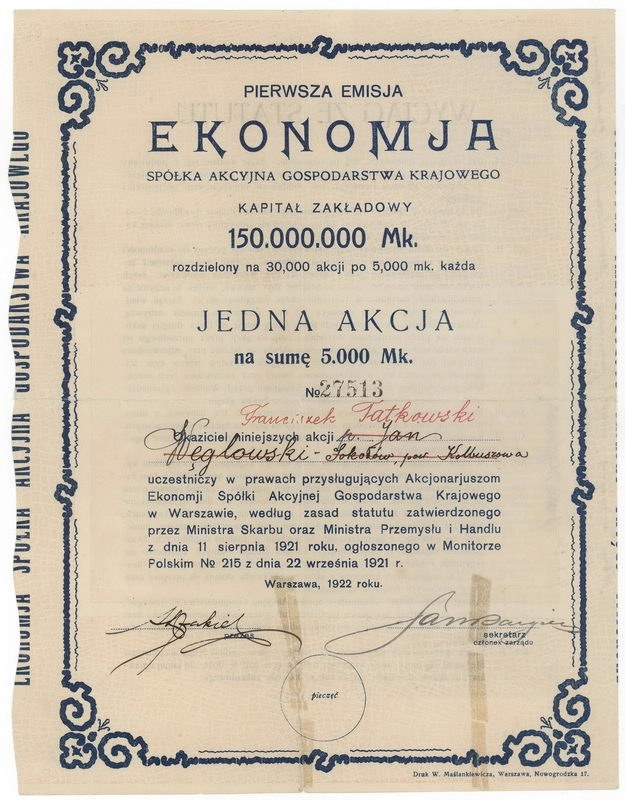 PIERWSZA EMISJA
EKONOMJA
SPÓŁKA AKCYJNA GOSPODARSTWA KRAJOWEGO
KAPITAŁ ZAKŁADOWY
150.000.000 Mk.
rozdzielony na 30,000 akcji po 5,000 mk. każda
JEDNA AKCJA
na sumę 5.000 Mk.
№ 27513
Franciszek Tatkowski
Okaziciel niniejszych akcji p. Jan
Węglowski - Sokołów, pow. Kolbuszowa
uczestniczy w prawach przysługujących Akcjonarjuszom
Ekonomji Spółki Akcyjnej Gospodarstwa Krajowego
w Warszawie, według zasad statutu zatwierdzonego
przez Ministra Skarbu oraz Ministra Przemysłu i Handlu
z dnia 11 sierpnia 1921 roku, ogłoszonego w Monitorze
Polskim № 215 z dnia 22 września 1921 r.
Warszawa, 1922 roku.
prezes
sekretarz
członek zarządu
pieczęć
Druk W. Maślankiewicza, Warszawa, Nowogrodzka 17.
EKONOMJA SPÓŁKA AKCYJNA GOSPODARSTWA KRAJOWEGO
WYCIĄG ZE STATUTU